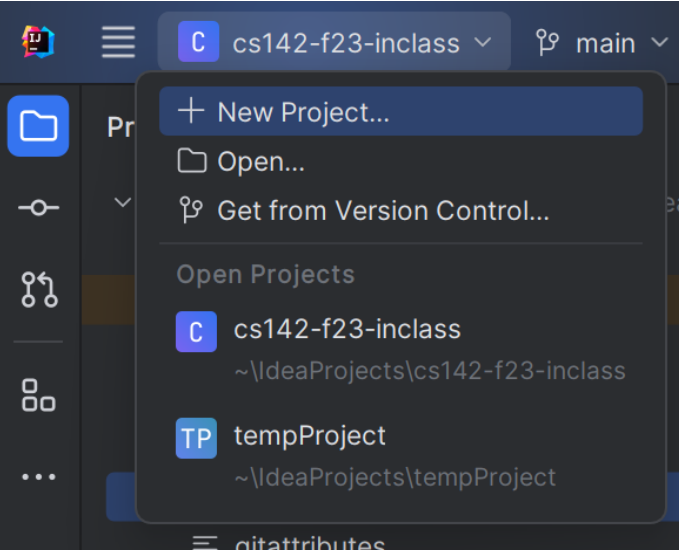 IJ
C cs142-f23-inclass main
Pr
New Project...
Open...
Get from Version Control...
Open Projects
C cs142-f23-inclass
~\IdeaProjects\cs142-f23-inclass
TP tempProject
~\IdeaProjects\tempProject
gitattributes